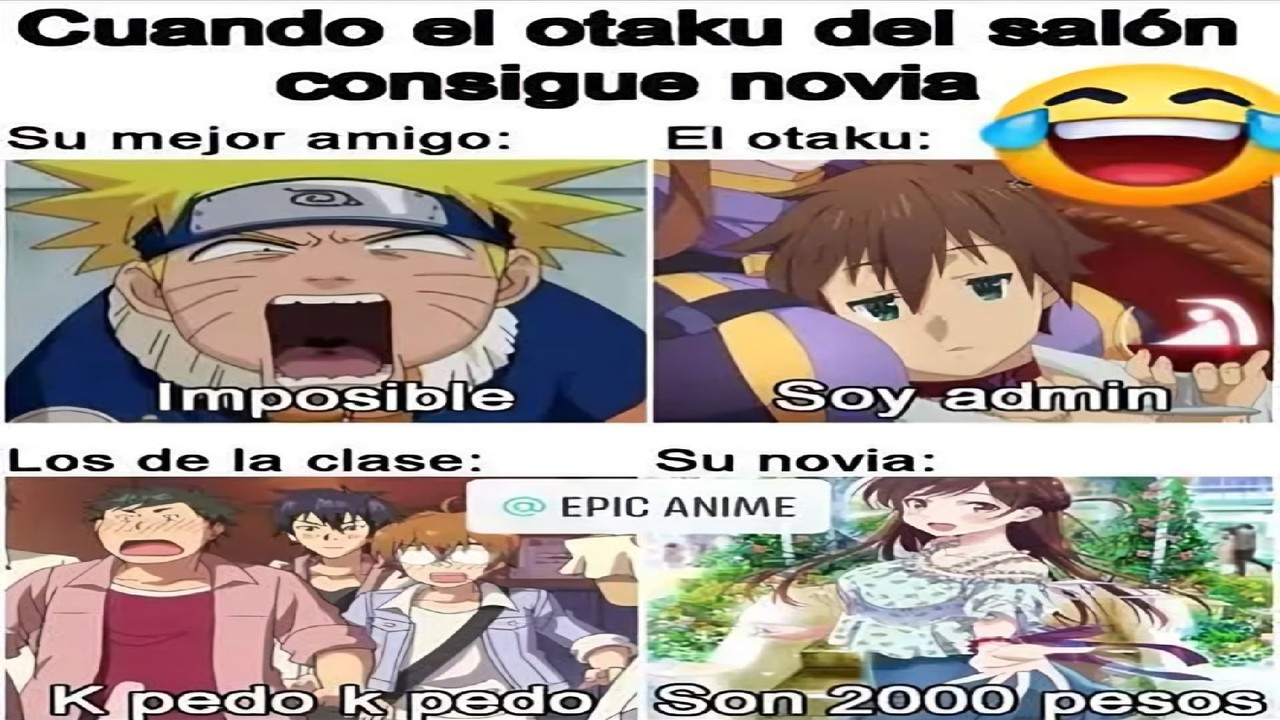 Cuando el otaku del salón
consigue novia
Su mejor amigo:
El otaku:
Imposible
Soy admin
Los de la clase:
Su novia:
@ EPIC ANIME
K pedo k pedo
Son 2000 pesos